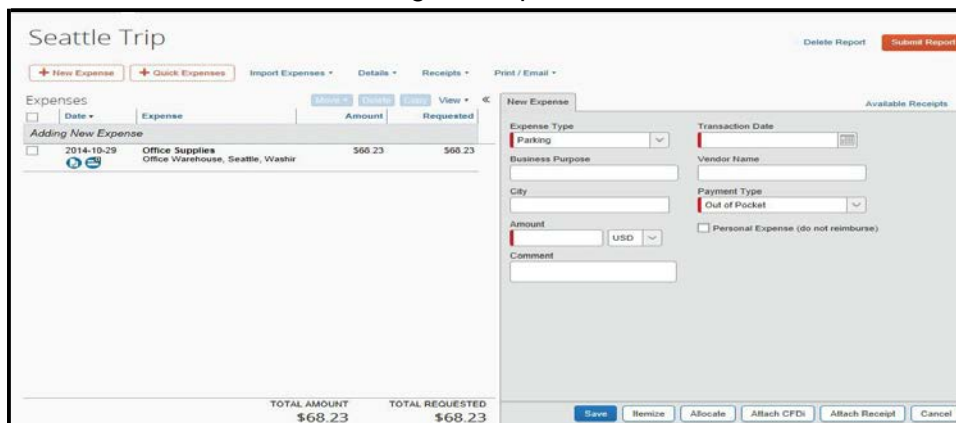 Seattle Trip
Delete Report Submit Report
+ New Expense + Quick Expenses Import Expenses Details Receipts Print / Email
Expenses Move Delete Copy View «
Date Expense Amount Requested
Adding New Expense
2014-10-29 Office Supplies $68.23 $68.23
Office Warehouse, Seattle, Washir
TOTAL AMOUNT TOTAL REQUESTED
$68.23 $68.23
New Expense Available Receipts
Expense Type Transaction Date
Parking
Business Purpose Vendor Name
City Payment Type
Out of Pocket
Amount Personal Expense (do not reimburse)
USD
Comment
Save Itemize Allocate Attach CFDi Attach Receipt Cancel